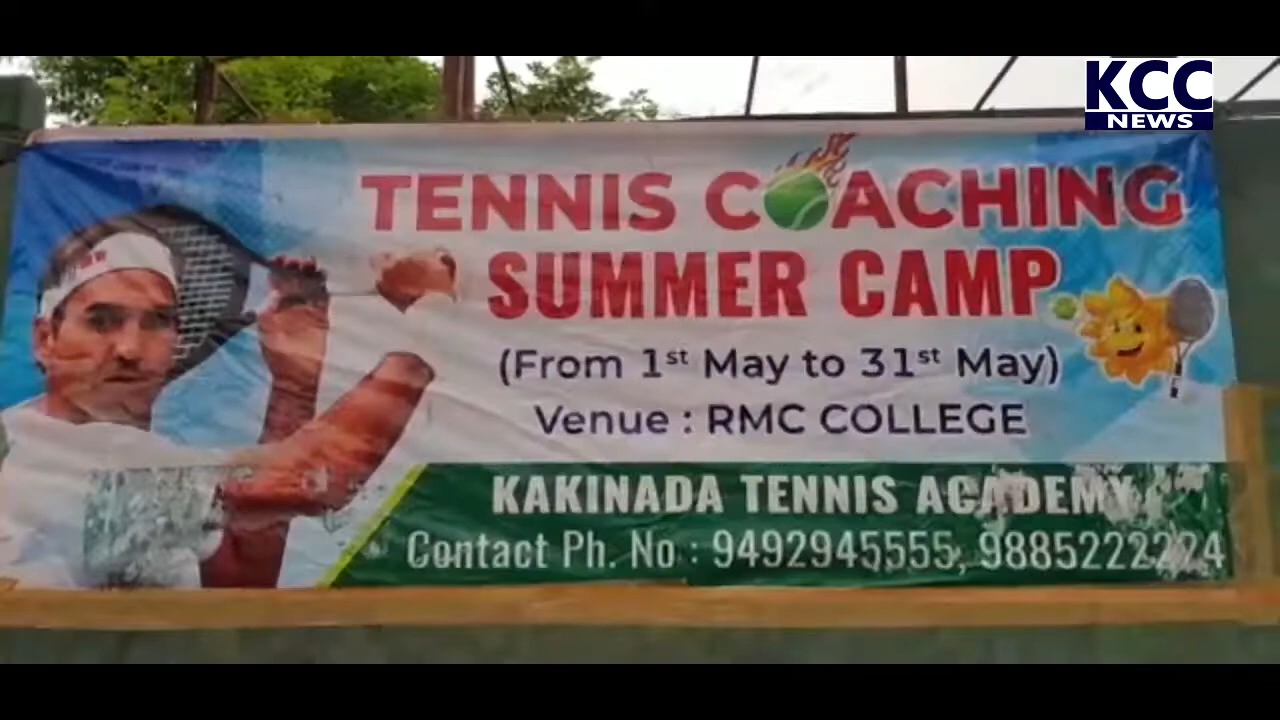 KCC
NEWS
TENNIS COACHING
SUMMER CAMP
(From 1st May to 31st May)
Venue : RMC COLLEGE
KAKINADA TENNIS ACADEMY
Contact Ph. No : 9492945555, 9885222224